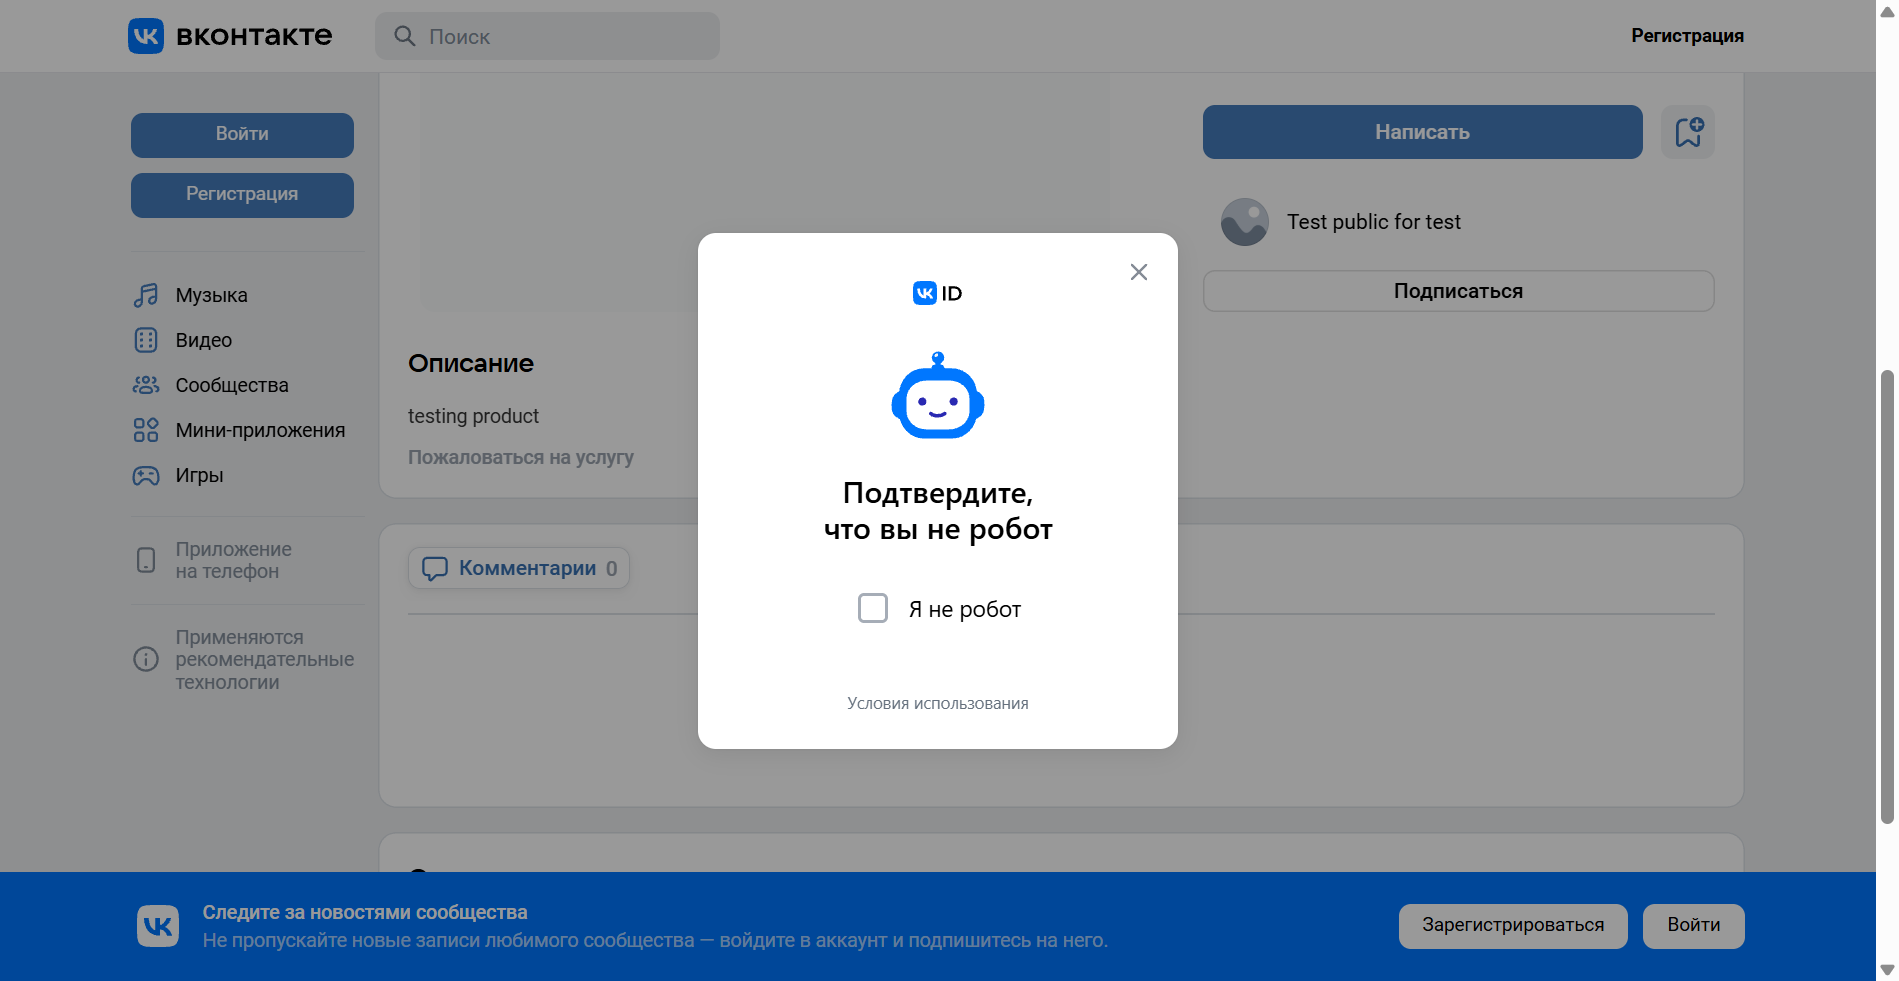 вконтакте
Поиск
Регистрация
Войти
Регистрация
Музыка
Видео
Сообщества
Мини-приложения
Игры
Приложение
на телефон
Применяются
рекомендательные
технологии
Написать
Test public for test
Подписаться
Описание
testing product
Пожаловаться на услугу
Комментарии 0
VK ID
Подтвердите,
что вы не робот
Я не робот
Условия использования
Следите за новостями сообщества
Не пропускайте новые записи любимого сообщества — войдите в аккаунт и подпишитесь на него.
Зарегистрироваться
Войти